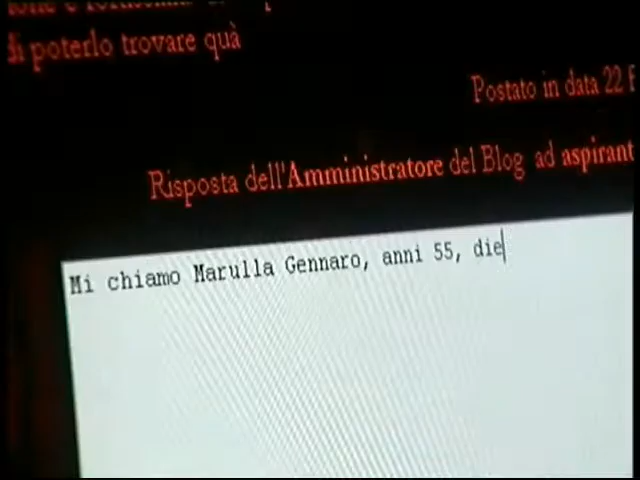 di poterlo trovare quà
Postato in data 22 F
Risposta dell'Amministratore del Blog ad aspirant
Mi chiamo Marulla Gennaro, anni 55, die